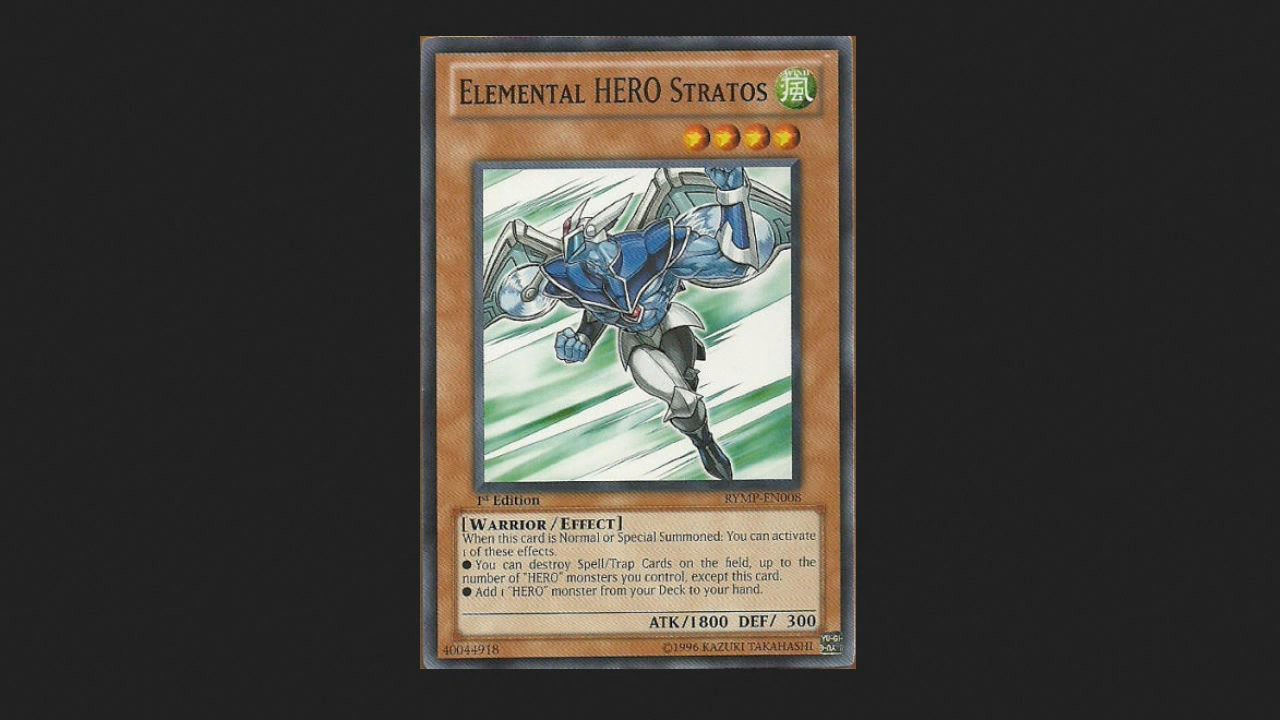 ELEMENTAL HERO STRATOS
WIND
風
1st Edition
RYMP-EN008
[WARRIOR/EFFECT]
When this card is Normal or Special Summoned: You can activate
1 of these effects.
● You can destroy Spell/Trap Cards on the field, up to the
number of "HERO" monsters you control, except this card.
● Add 1 "HERO" monster from your Deck to your hand.
ATK/1800 DEF/ 300
40044918
©1996 KAZUKI TAKAHASHI